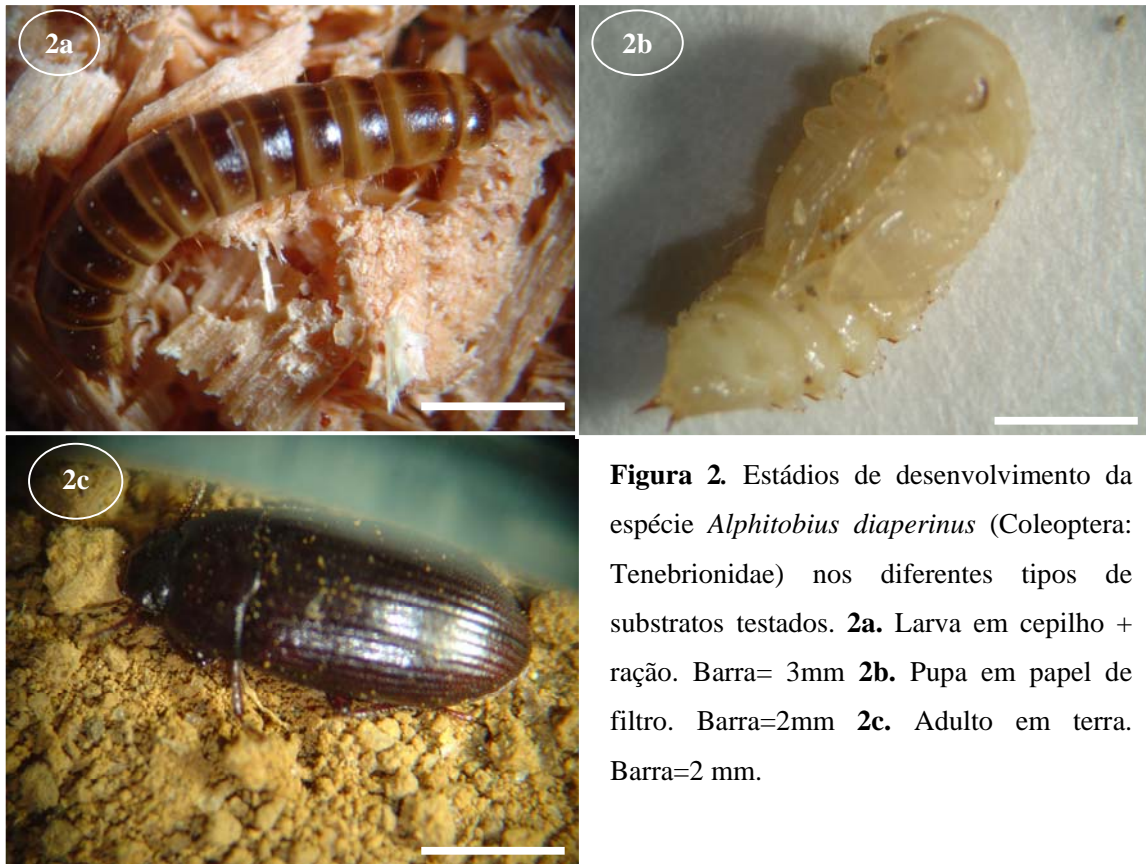 2a
2b
2c
Figura 2. Estádios de desenvolvimento da
espécie Alphitobius diaperinus (Coleoptera:
Tenebrionidae) nos diferentes tipos de
substratos testados. 2a. Larva em cepilho +
ração. Barra= 3mm 2b. Pupa em papel de
filtro. Barra=2mm 2c. Adulto em terra.
Barra=2 mm.